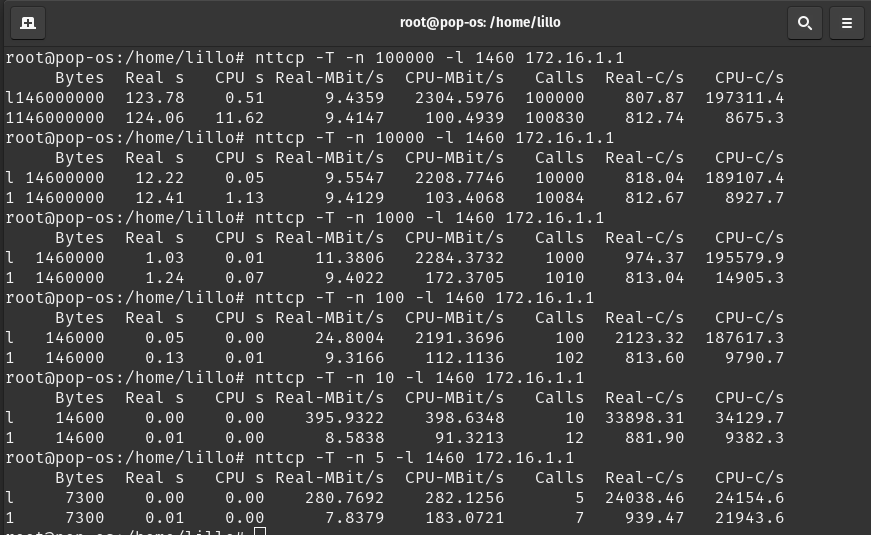 root@pop-os: /home/lillo
root@pop-os:/home/lillo# nttcp -T -n 100000 -l 1460 172.16.1.1
     Bytes  Real s   CPU s Real-MBit/s  CPU-MBit/s   Calls  Real-C/s   CPU-C/s
l146000000  123.78    0.51      9.4359   2304.5976  100000    807.87  197311.4
1146000000  124.06   11.62      9.4147    100.4939  100830    812.74    8675.3
root@pop-os:/home/lillo# nttcp -T -n 10000 -l 1460 172.16.1.1
     Bytes  Real s   CPU s Real-MBit/s  CPU-MBit/s   Calls  Real-C/s   CPU-C/s
l 14600000   12.22    0.05      9.5547   2208.7746   10000    818.04  189107.4
1 14600000   12.41    1.13      9.4129    103.4068   10084    812.67    8927.7
root@pop-os:/home/lillo# nttcp -T -n 1000 -l 1460 172.16.1.1
     Bytes  Real s   CPU s Real-MBit/s  CPU-MBit/s   Calls  Real-C/s   CPU-C/s
l  1460000    1.03    0.01     11.3806   2284.3732    1000    974.37  195579.9
1  1460000    1.24    0.07      9.4022    172.3705    1010    813.04   14905.3
root@pop-os:/home/lillo# nttcp -T -n 100 -l 1460 172.16.1.1
     Bytes  Real s   CPU s Real-MBit/s  CPU-MBit/s   Calls  Real-C/s   CPU-C/s
l   146000    0.05    0.00     24.8004   2191.3696     100   2123.32  187617.3
1   146000    0.13    0.01      9.3166    112.1136     102    813.60    9790.7
root@pop-os:/home/lillo# nttcp -T -n 10 -l 1460 172.16.1.1
     Bytes  Real s   CPU s Real-MBit/s  CPU-MBit/s   Calls  Real-C/s   CPU-C/s
l    14600    0.00    0.00    395.9322    398.6348      10  33898.31   34129.7
1    14600    0.01    0.00      8.5838     91.3213      12    881.90    9382.3
root@pop-os:/home/lillo# nttcp -T -n 5 -l 1460 172.16.1.1
     Bytes  Real s   CPU s Real-MBit/s  CPU-MBit/s   Calls  Real-C/s   CPU-C/s
l     7300    0.00    0.00    280.7692    282.1256       5  24038.46   24154.6
1     7300    0.01    0.00      7.8379    183.0721       7    939.47   21943.6
root@pop-os:/home/lillo#